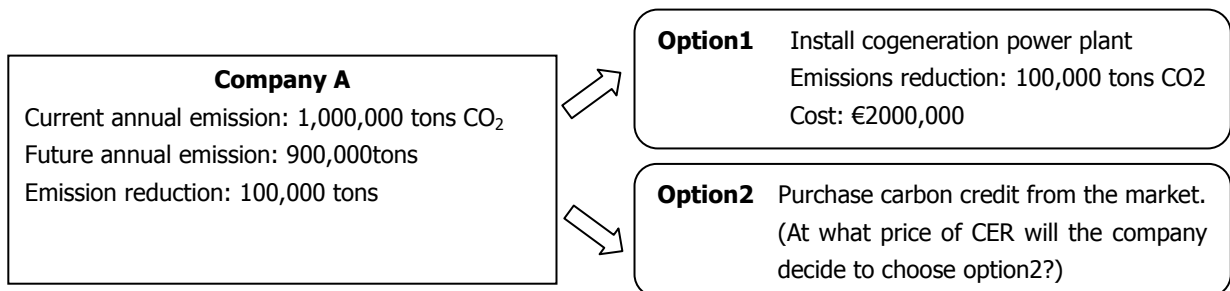 Company A
Current annual emission: 1,000,000 tons CO₂
Future annual emission: 900,000tons
Emission reduction: 100,000 tons
Option1 Install cogeneration power plant
Emissions reduction: 100,000 tons CO2
Cost: €2000,000
Option2 Purchase carbon credit from the market.
(At what price of CER will the company
decide to choose option2?)